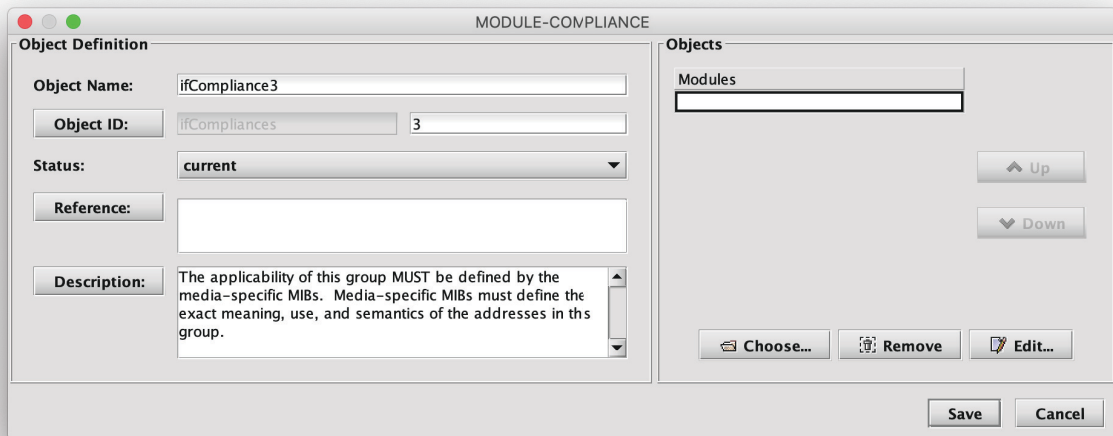 MODULE-COMPLIANCE
Object Definition
Object Name:
ifCompliance3
Object ID:
ifCompliances
3
Status:
current
Reference:
Description:
The applicability of this group MUST be defined by the
media-specific MIBs.  Media-specific MIBs must define the
exact meaning, use, and semantics of the addresses in this
group.
Objects
Modules
Up
Down
Choose...
Remove
Edit...
Save
Cancel